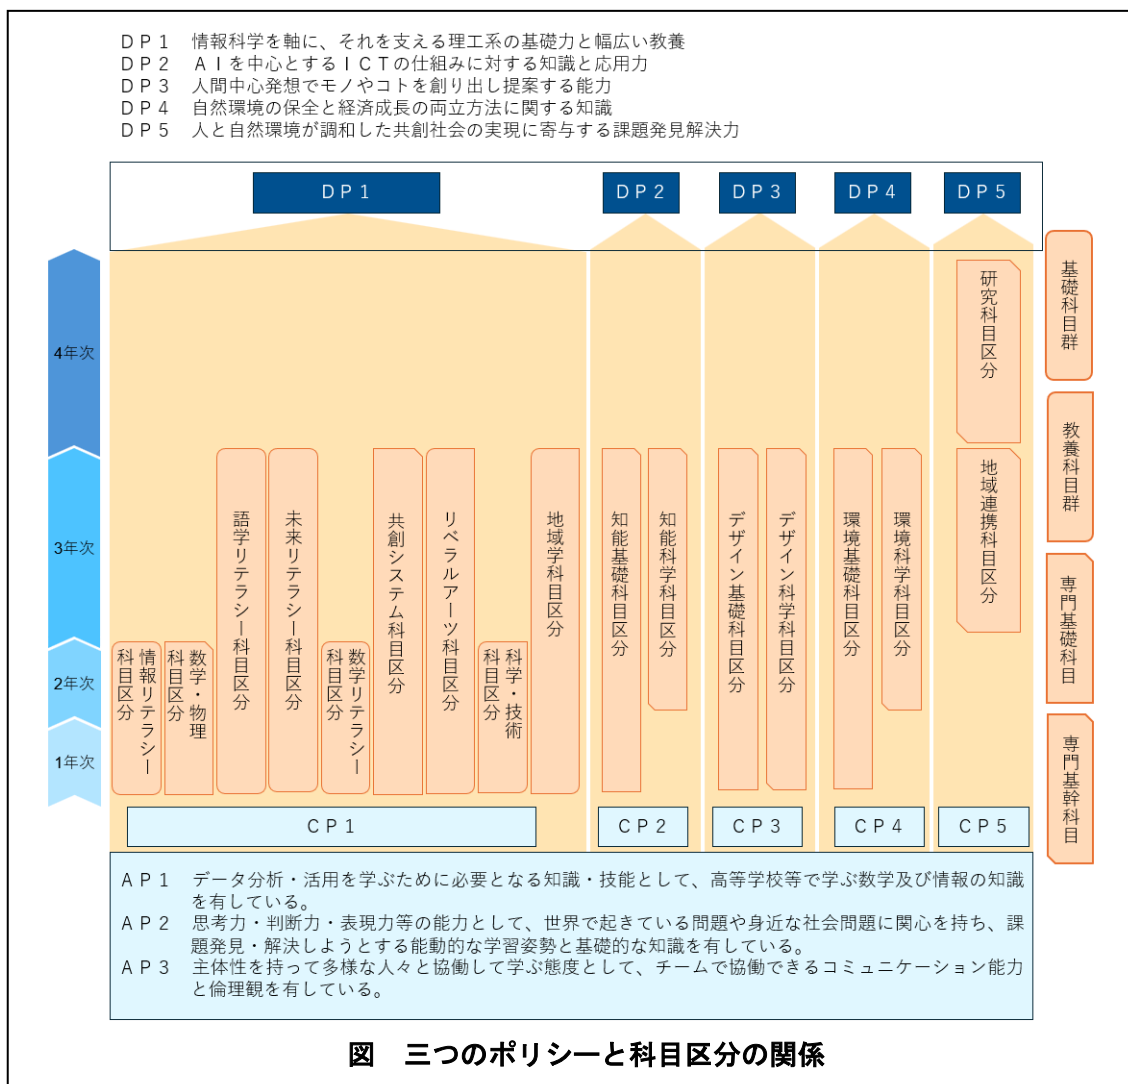 DP1 情報科学を軸に、それを支える理工系の基礎力と幅広い教養
DP2 AIを中心とするICTの仕組みに対する知識と応用力
DP3 人間中心発想でモノやコトを創り出し提案する能力
DP4 自然環境の保全と経済成長の両立方法に関する知識
DP5 人と自然環境が調和した共創社会の実現に寄与する課題発見解決力
DP1
DP2
DP3
DP4
DP5
4年次
3年次
2年次
1年次
情報リテラシー
科目区分
数学・物理
科目区分
語学リテラシー科目区分
未来リテラシー科目区分
数学リテラシー
科目区分
共創システム科目区分
リベラルアーツ科目区分
科学・技術
科目区分
地域学科目区分
知能基礎科目区分
知能科学科目区分
デザイン基礎科目区分
デザイン科学科目区分
環境基礎科目区分
環境科学科目区分
研究科目区分
地域連携科目区分
基礎科目群
教養科目群
専門基礎科目
専門基幹科目
CP1
CP2
CP3
CP4
CP5
AP1 データ分析・活用を学ぶために必要となる知識・技能として、高等学校等で学ぶ数学及び情報の知識
を有している。
AP2 思考力・判断力・表現力等の能力として、世界で起きている問題や身近な社会問題に関心を持ち、課
題発見・解決しようとする能動的な学習姿勢と基礎的な知識を有している。
AP3 主体性を持って多様な人々と協働して学ぶ態度として、チームで協働できるコミュニケーション能力
と倫理観を有している。
図 三つのポリシーと科目区分の関係